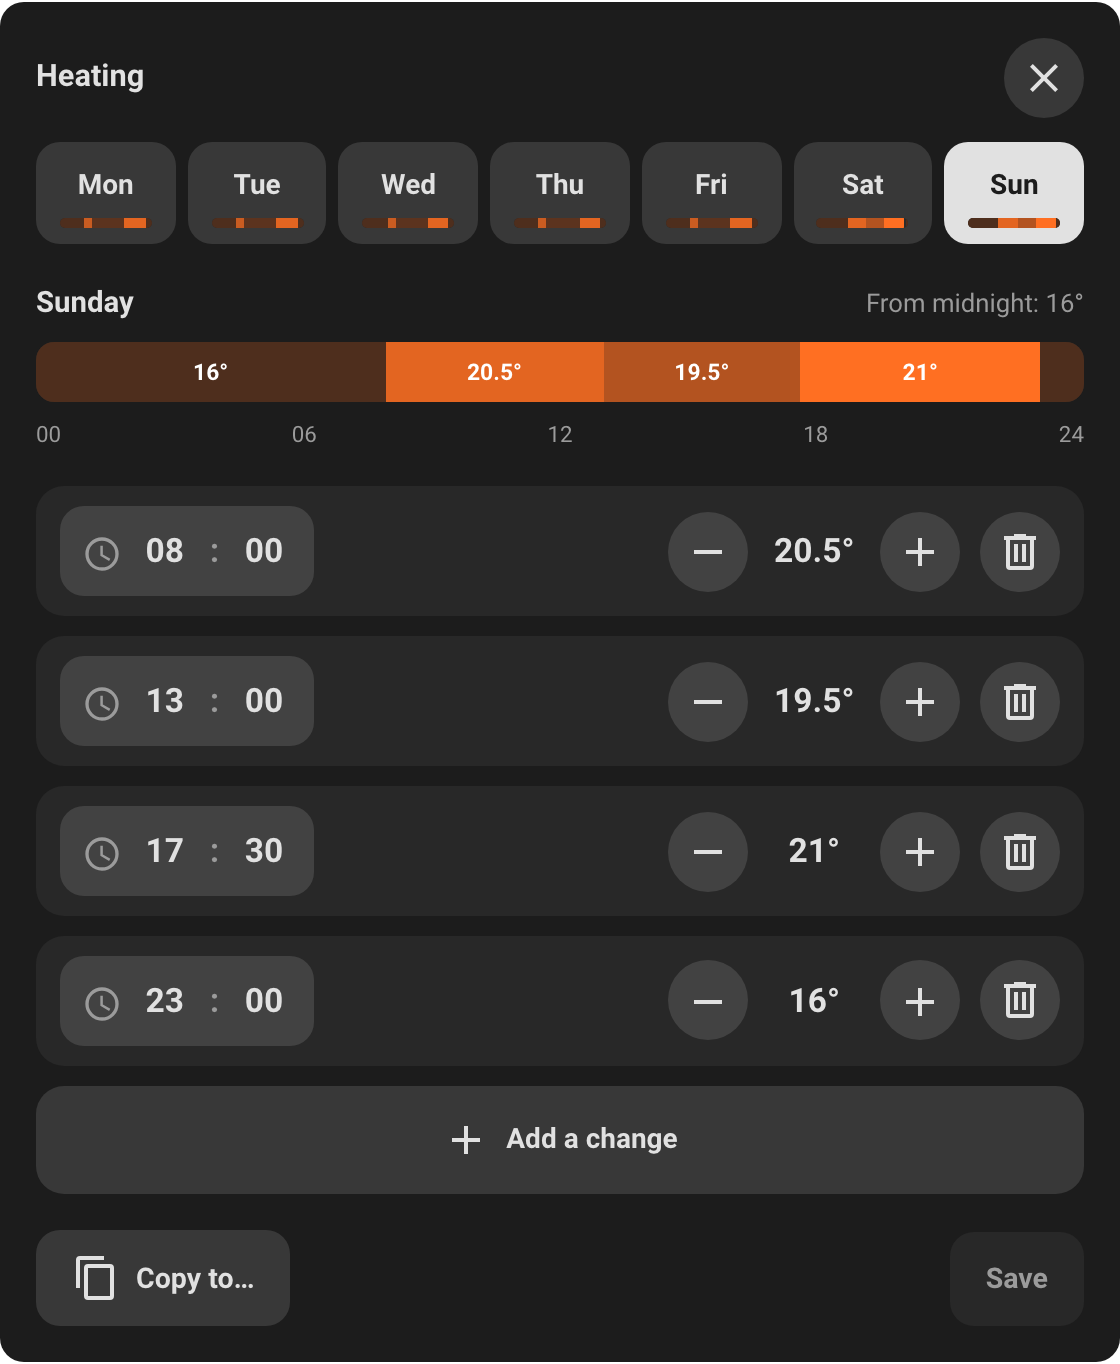 Heating
Mon Tue Wed Thu Fri Sat Sun
Sunday From midnight: 16°
16° 20.5° 19.5° 21°
00 06 12 18 24
08 : 00 20.5°
13 : 00 19.5°
17 : 30 21°
23 : 00 16°
Add a change
Copy to... Save